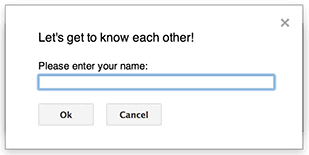 Let's get to know each other!
Please enter your name:
Ok Cancel